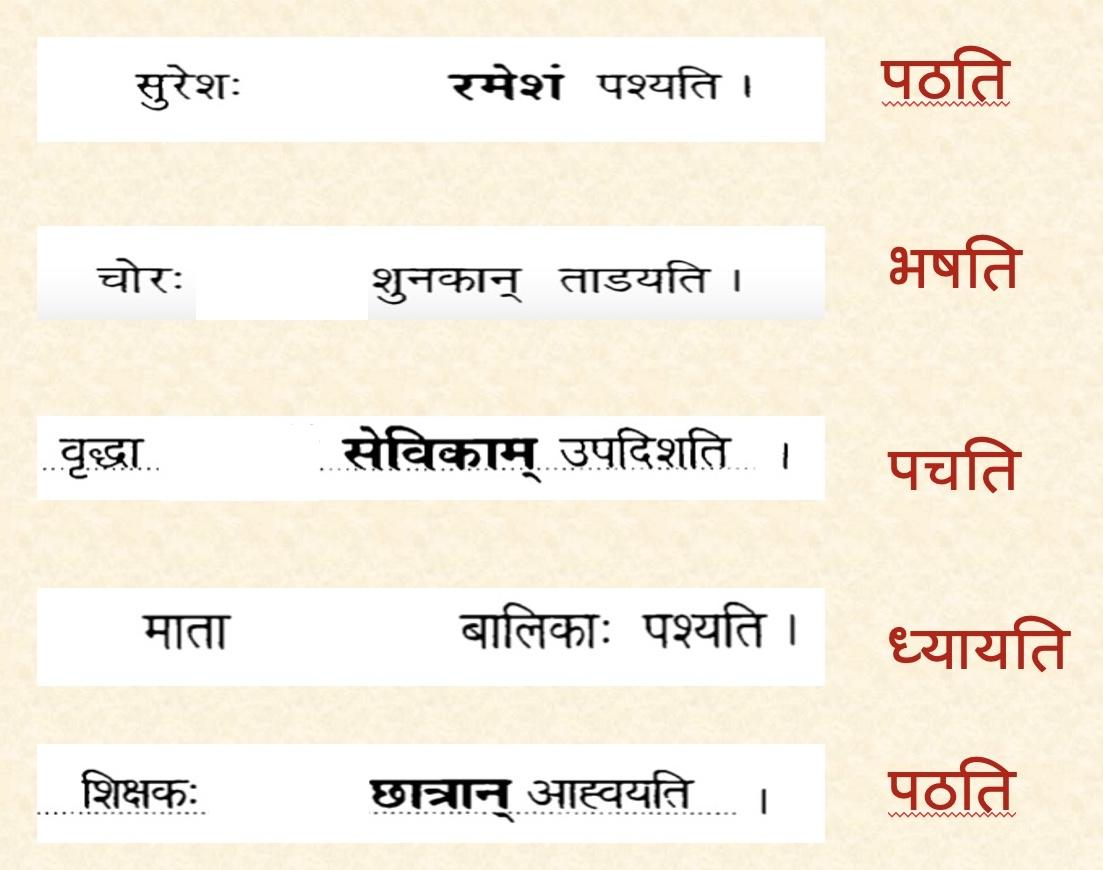 सुरेशः रमेशं पश्यति । पठति
चोरः शुनकान् ताडयति । भषति
वृद्धा सेविकाम् उपदिशति । पचति
माता बालिकाः पश्यति । ध्यायति
शिक्षकः छात्रान् आह्वयति । पठति